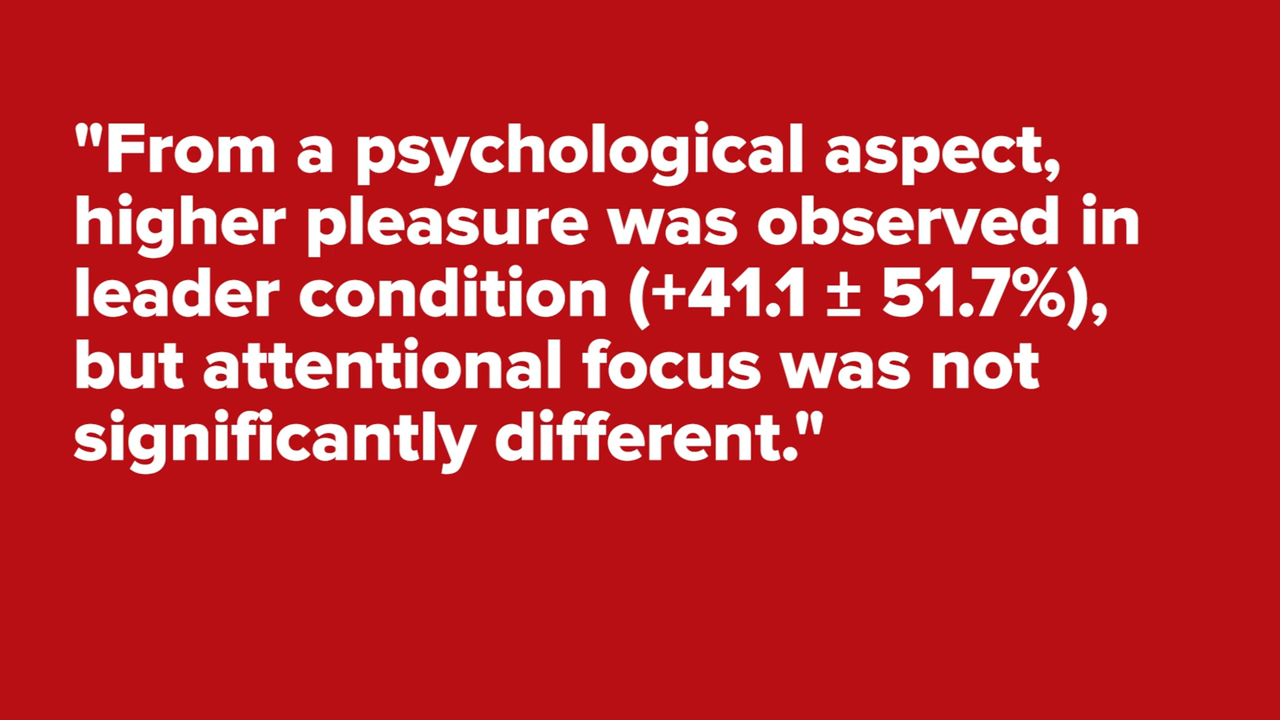 "From a psychological aspect,
higher pleasure was observed in
leader condition (+41.1 ± 51.7%),
but attentional focus was not
significantly different."